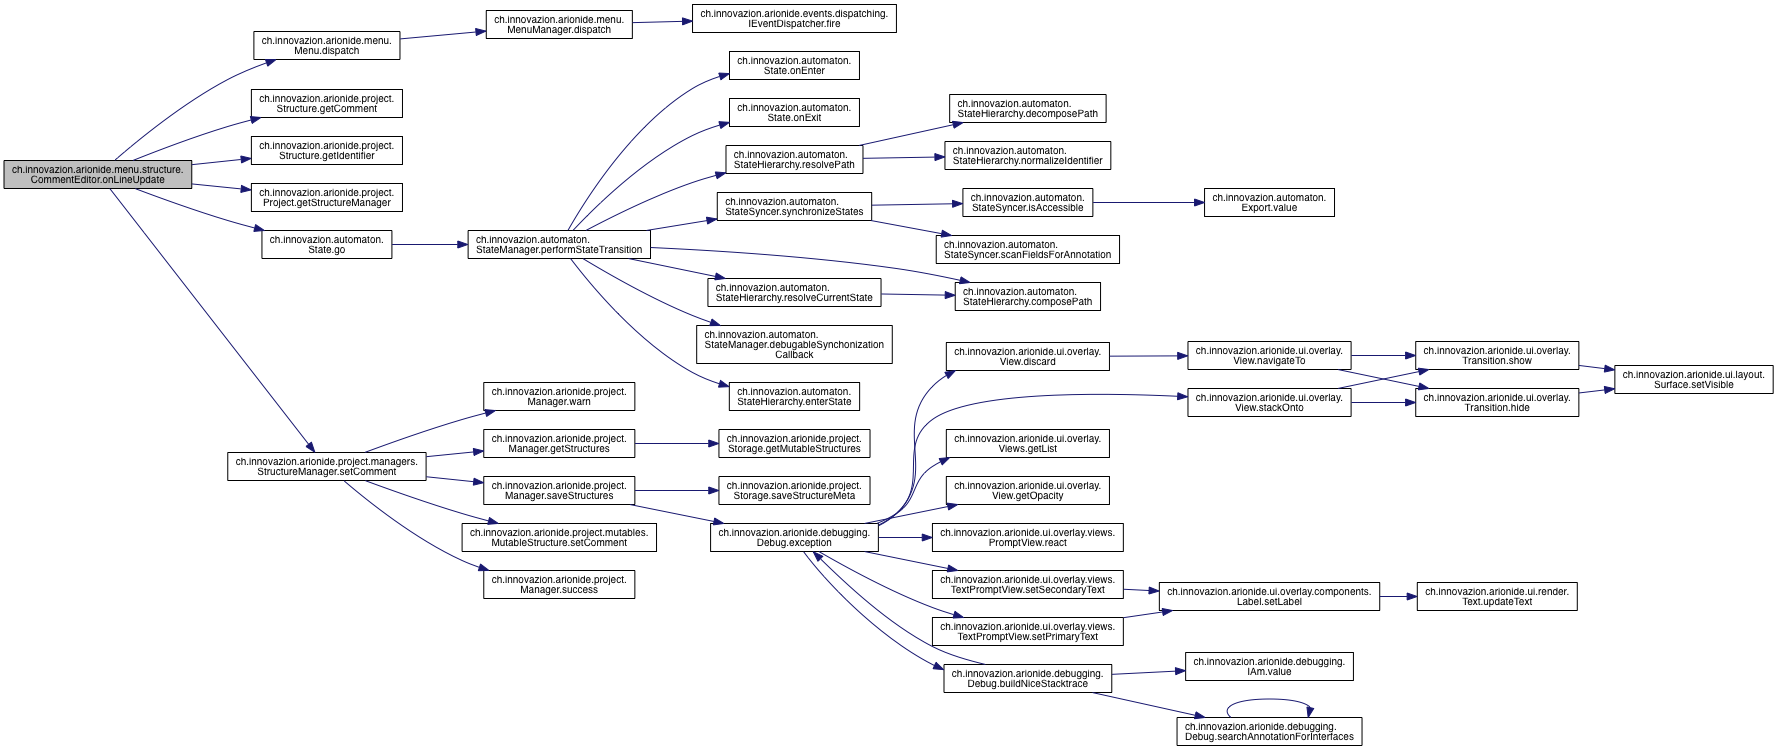 ch.innovazion.arionide.menu.structure.
CommentEditor.onLineUpdate
ch.innovazion.arionide.menu.
Menu.dispatch
ch.innovazion.arionide.project.
Structure.getComment
ch.innovazion.arionide.project.
Structure.getIdentifier
ch.innovazion.arionide.project.
Project.getStructureManager
ch.innovazion.automaton.
State.go
ch.innovazion.arionide.project.managers.
StructureManager.setComment
ch.innovazion.arionide.menu.
MenuManager.dispatch
ch.innovazion.automaton.
StateManager.performStateTransition
ch.innovazion.arionide.project.
Manager.warn
ch.innovazion.arionide.project.
Manager.getStructures
ch.innovazion.arionide.project.
Manager.saveStructures
ch.innovazion.arionide.project.mutables.
MutableStructure.setComment
ch.innovazion.arionide.project.
Manager.success
ch.innovazion.arionide.events.dispatching.
IEventDispatcher.fire
ch.innovazion.automaton.
State.onEnter
ch.innovazion.automaton.
State.onExit
ch.innovazion.automaton.
StateHierarchy.resolvePath
ch.innovazion.automaton.
StateSyncer.synchronizeStates
ch.innovazion.automaton.
StateHierarchy.resolveCurrentState
ch.innovazion.automaton.
StateManager.debugableSynchonization
Callback
ch.innovazion.automaton.
StateHierarchy.enterState
ch.innovazion.arionide.project.
Storage.getMutableStructures
ch.innovazion.arionide.project.
Storage.saveStructureMeta
ch.innovazion.arionide.debugging.
Debug.exception
ch.innovazion.automaton.
StateHierarchy.decomposePath
ch.innovazion.automaton.
StateHierarchy.normalizeIdentifier
ch.innovazion.automaton.
StateSyncer.isAccessible
ch.innovazion.automaton.
StateSyncer.scanFieldsForAnnotation
ch.innovazion.automaton.
StateHierarchy.composePath
ch.innovazion.arionide.ui.overlay.
View.discard
ch.innovazion.arionide.ui.overlay.
Views.getList
ch.innovazion.arionide.ui.overlay.
View.getOpacity
ch.innovazion.arionide.ui.overlay.views.
PromptView.react
ch.innovazion.arionide.ui.overlay.views.
TextPromptView.setSecondaryText
ch.innovazion.arionide.ui.overlay.views.
TextPromptView.setPrimaryText
ch.innovazion.arionide.debugging.
Debug.buildNiceStacktrace
ch.innovazion.automaton.
Export.value
ch.innovazion.arionide.ui.overlay.
View.navigateTo
ch.innovazion.arionide.ui.overlay.
View.stackOnto
ch.innovazion.arionide.ui.overlay.components.
Label.setLabel
ch.innovazion.arionide.debugging.
IAm.value
ch.innovazion.arionide.debugging.
Debug.searchAnnotationForInterfaces
ch.innovazion.arionide.ui.overlay.
Transition.show
ch.innovazion.arionide.ui.overlay.
Transition.hide
ch.innovazion.arionide.ui.render.
Text.updateText
ch.innovazion.arionide.ui.layout.
Surface.setVisible